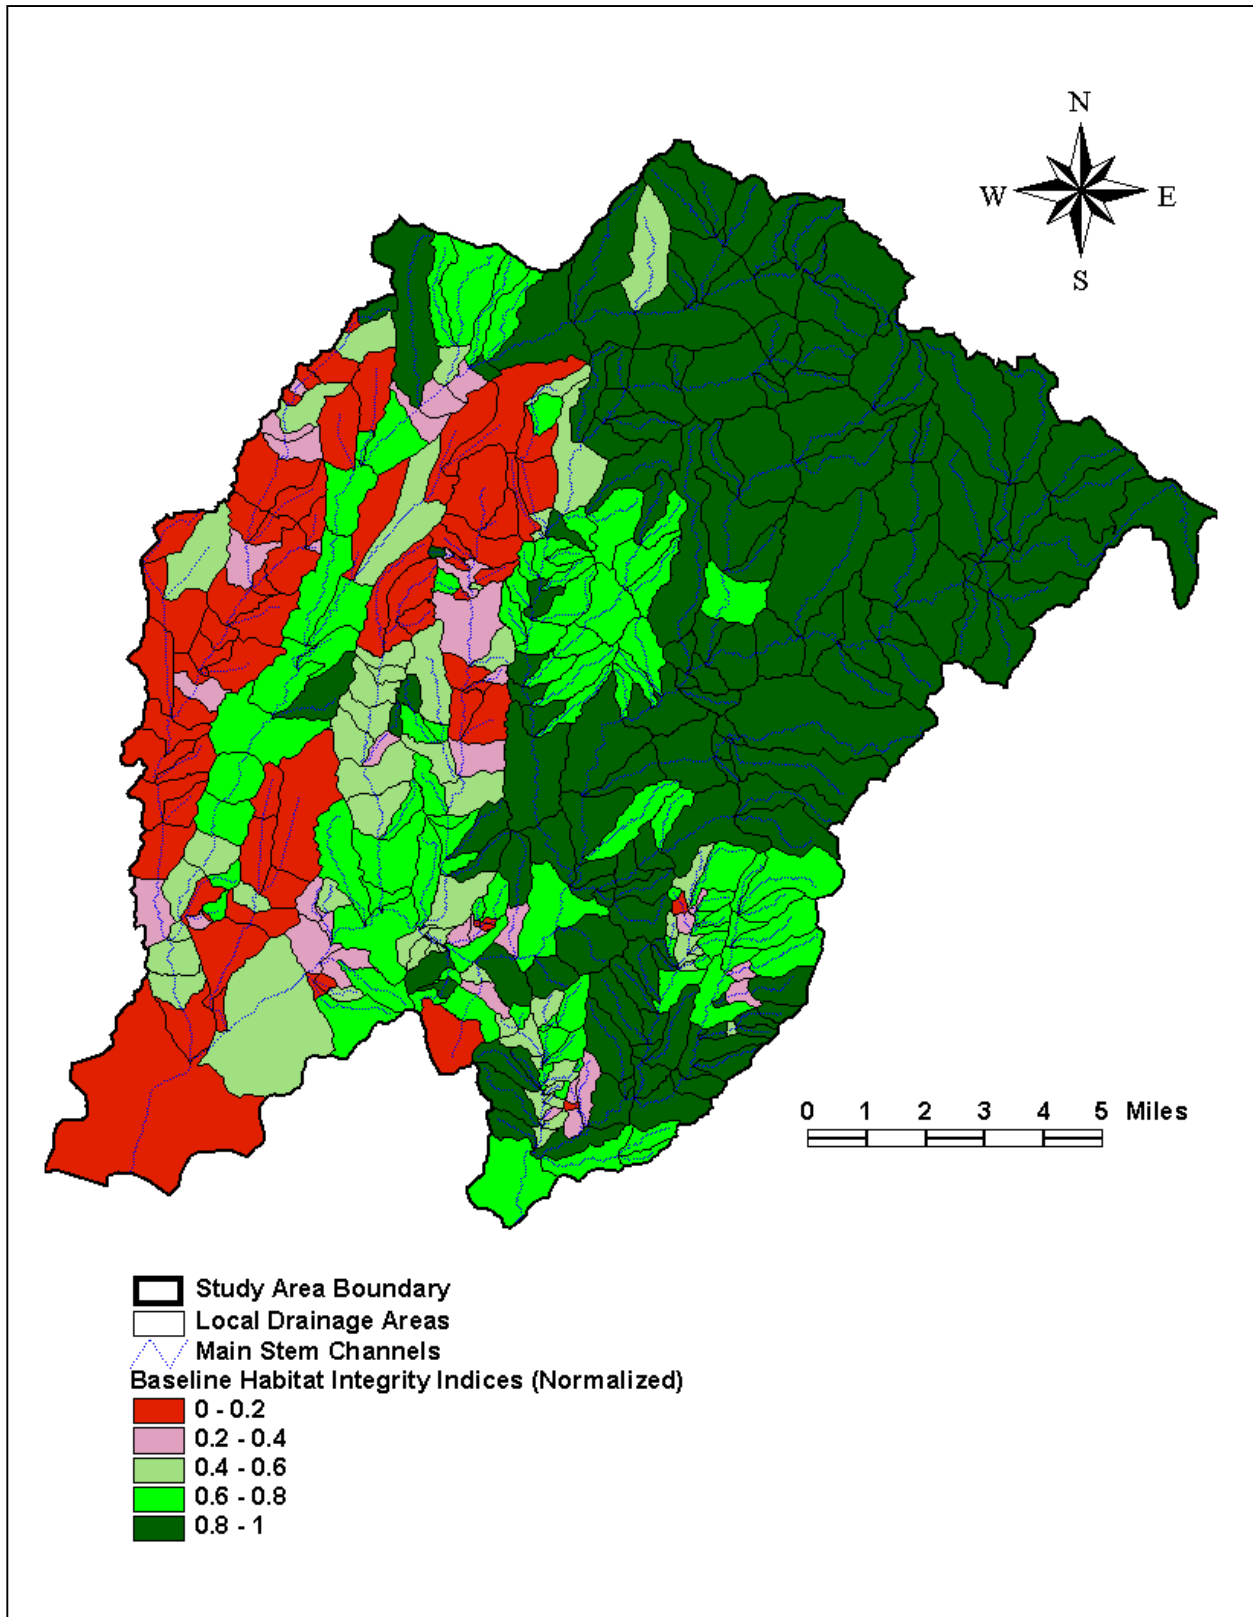 N
W E
S
0 1 2 3 4 5 Miles
Study Area Boundary
Local Drainage Areas
Main Stem Channels
Baseline Habitat Integrity Indices (Normalized)
0 - 0.2
0.2 - 0.4
0.4 - 0.6
0.6 - 0.8
0.8 - 1